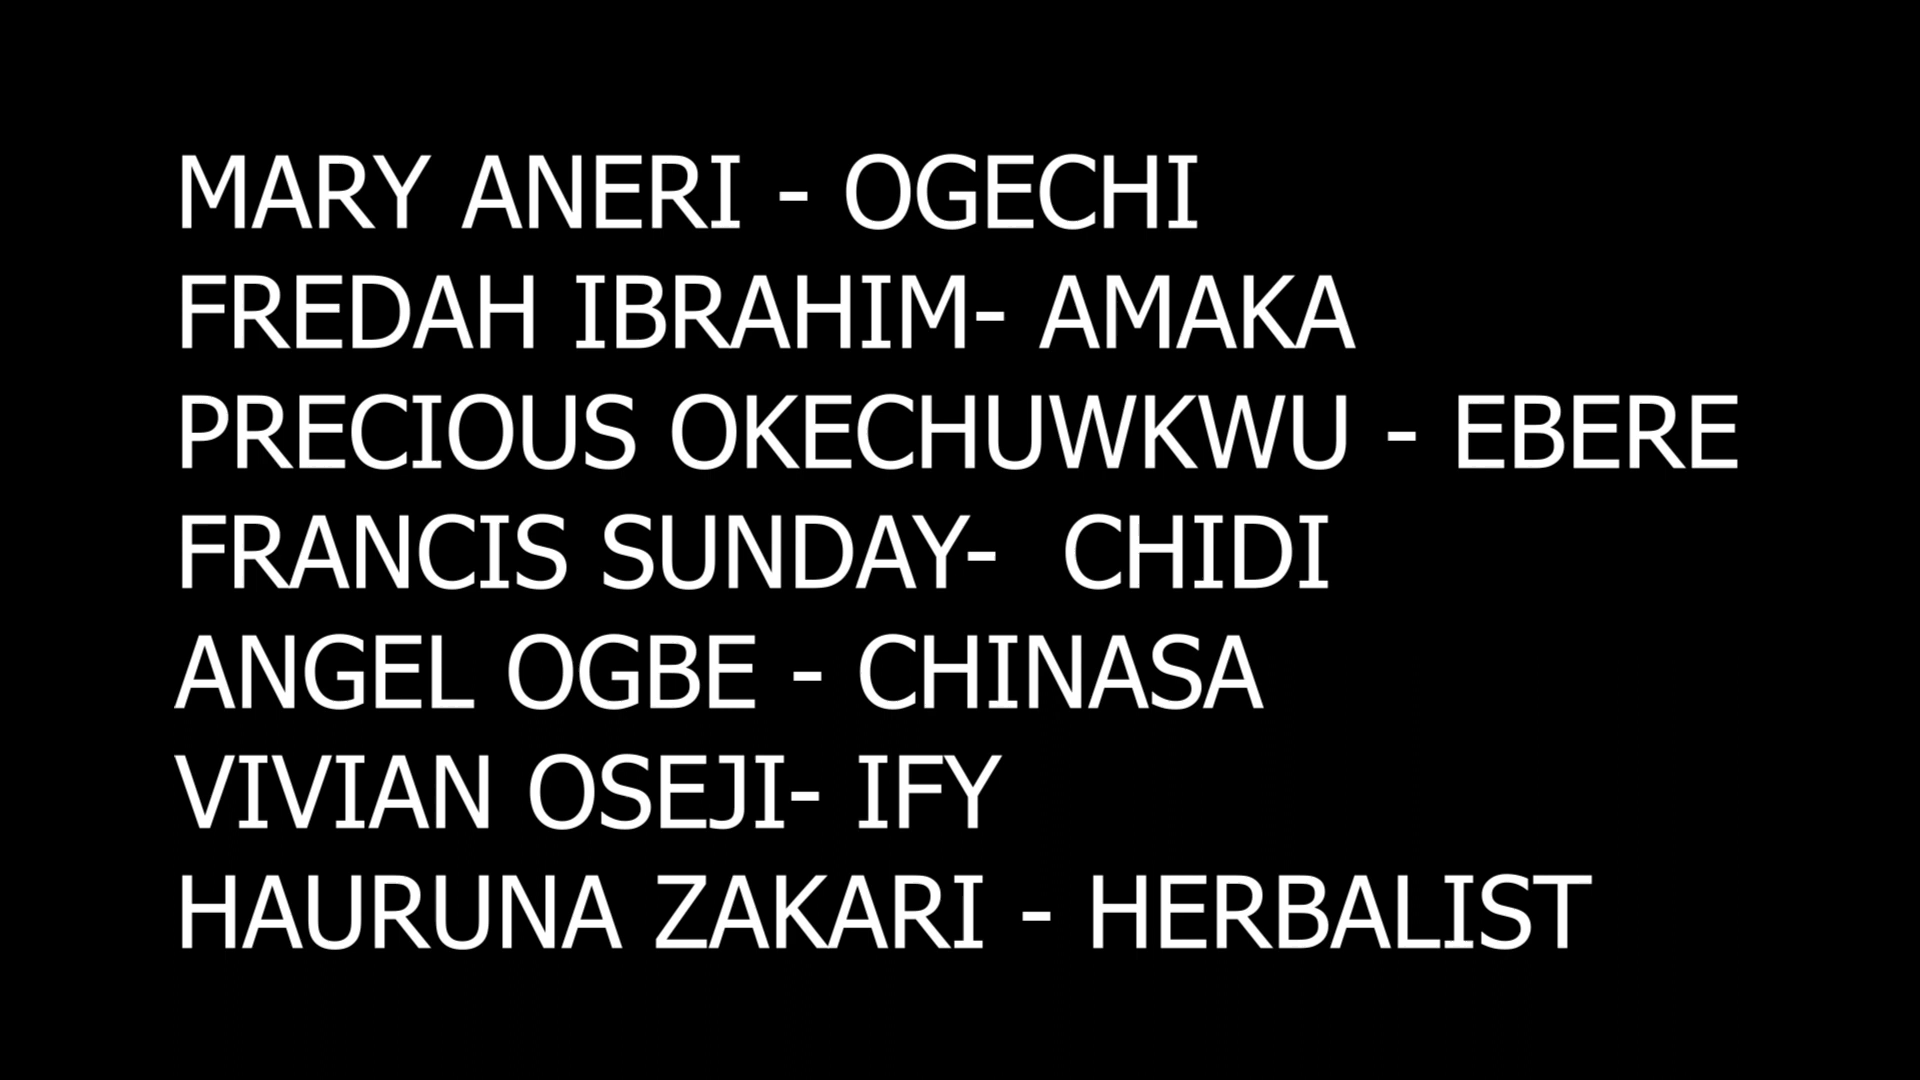 MARY ANERI - OGECHI
FREDAH IBRAHIM- AMAKA
PRECIOUS OKECHUWKWU - EBERE
FRANCIS SUNDAY-  CHIDI
ANGEL OGBE - CHINASA
VIVIAN OSEJI- IFY
HAURUNA ZAKARI - HERBALIST